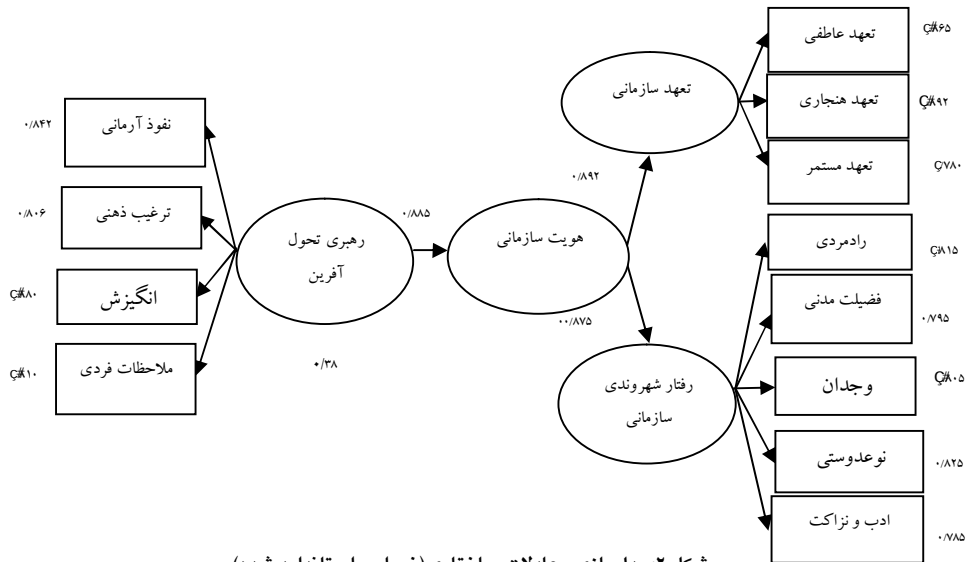 تعهد عاطفی
تعهد سازمانی
تعهد هنجاری
تعهد مستمر
نفوذ آرمانی
۰/۸۴۲
۰/۸۹۲
ترغیب ذهنی
۰/۸۰۶
۰/۸۸۵
رهبری تحول
آفرین
هویت سازمانی
رادمردی
فضیلت مدنی
۰/۷۹۵
انگیزش
۰۰/۸۷۵
ملاحظات فردی
۰/۳۸
رفتار شهروندی
سازمانی
وجدان
نوعدوستی
۰/۸۲۵
ادب و نزاکت
۰/۷۸۵